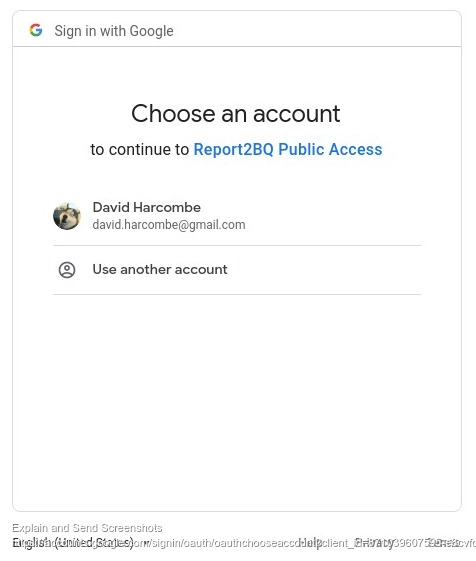 Sign in with Google
Choose an account
to continue to Report2BQ Public Access
David Harcombe
david.harcombe@gmail.com
Use another account
Explain and Send Screenshots
English (United States) Help Privacy Terms